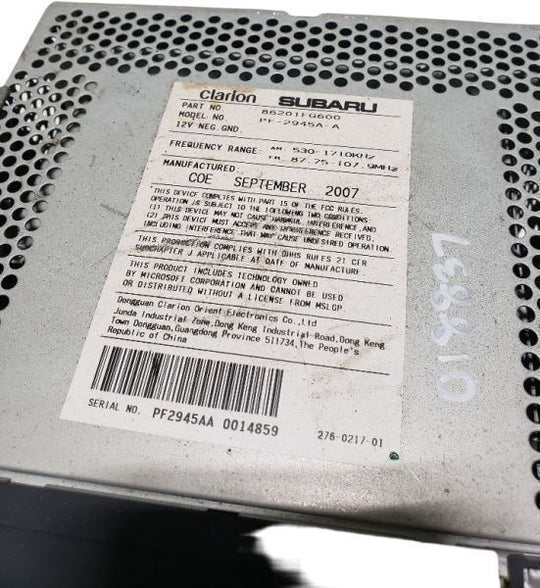 Clarion SUBARU
PART NO 86201FG600
MODEL NO. PF-2945A-A
12V NEG.GND.
FREQUENCY RANGE: AM 530-1710KHz
FM 87.75-107.9MHz
MANUFACTURED:
COE SEPTEMBER 2007
THIS DEVICE COMPLIES WITH PART 15 OF THE FCC RULES.
OPERATION IS SUBJECT TO THE FOLLOWING TWO CONDITIONS:
(1) THIS DEVICE MAY NOT CAUSE HARMFUL INTERFERENCE,AND
(2) THIS DEVICE MUST ACCEPT ANY INTERFERENCE RECEIVED,
INCLUDING INTERFERENCE THAT MAY CAUSE UNDESIRED OPERATION.
THIS PRODUCTION COMPLIES WITH DHHS RULES 21 CFR
SUBCHAPTER J APPLICABLE AT DATE OF MANUFACTURE.
THIS PRODUCT INCLUDES TECHNOLOGY OWNED
BY MICROSOFT CORPORATION AND CANNOT BE USED
OR DISTRIBUTED WITHOUT A LICENSE FROM MSLGP.
Dongguan Clarion Orient Electronics Co.,Ltd
Junda Industrial Zone,Dong Keng Industrial Road,Dong Keng
Town Dongguan,Guangdong Province 511734,The People's
Republic of China
SERIAL NO. PF2945AA 0014859
276-0217-01